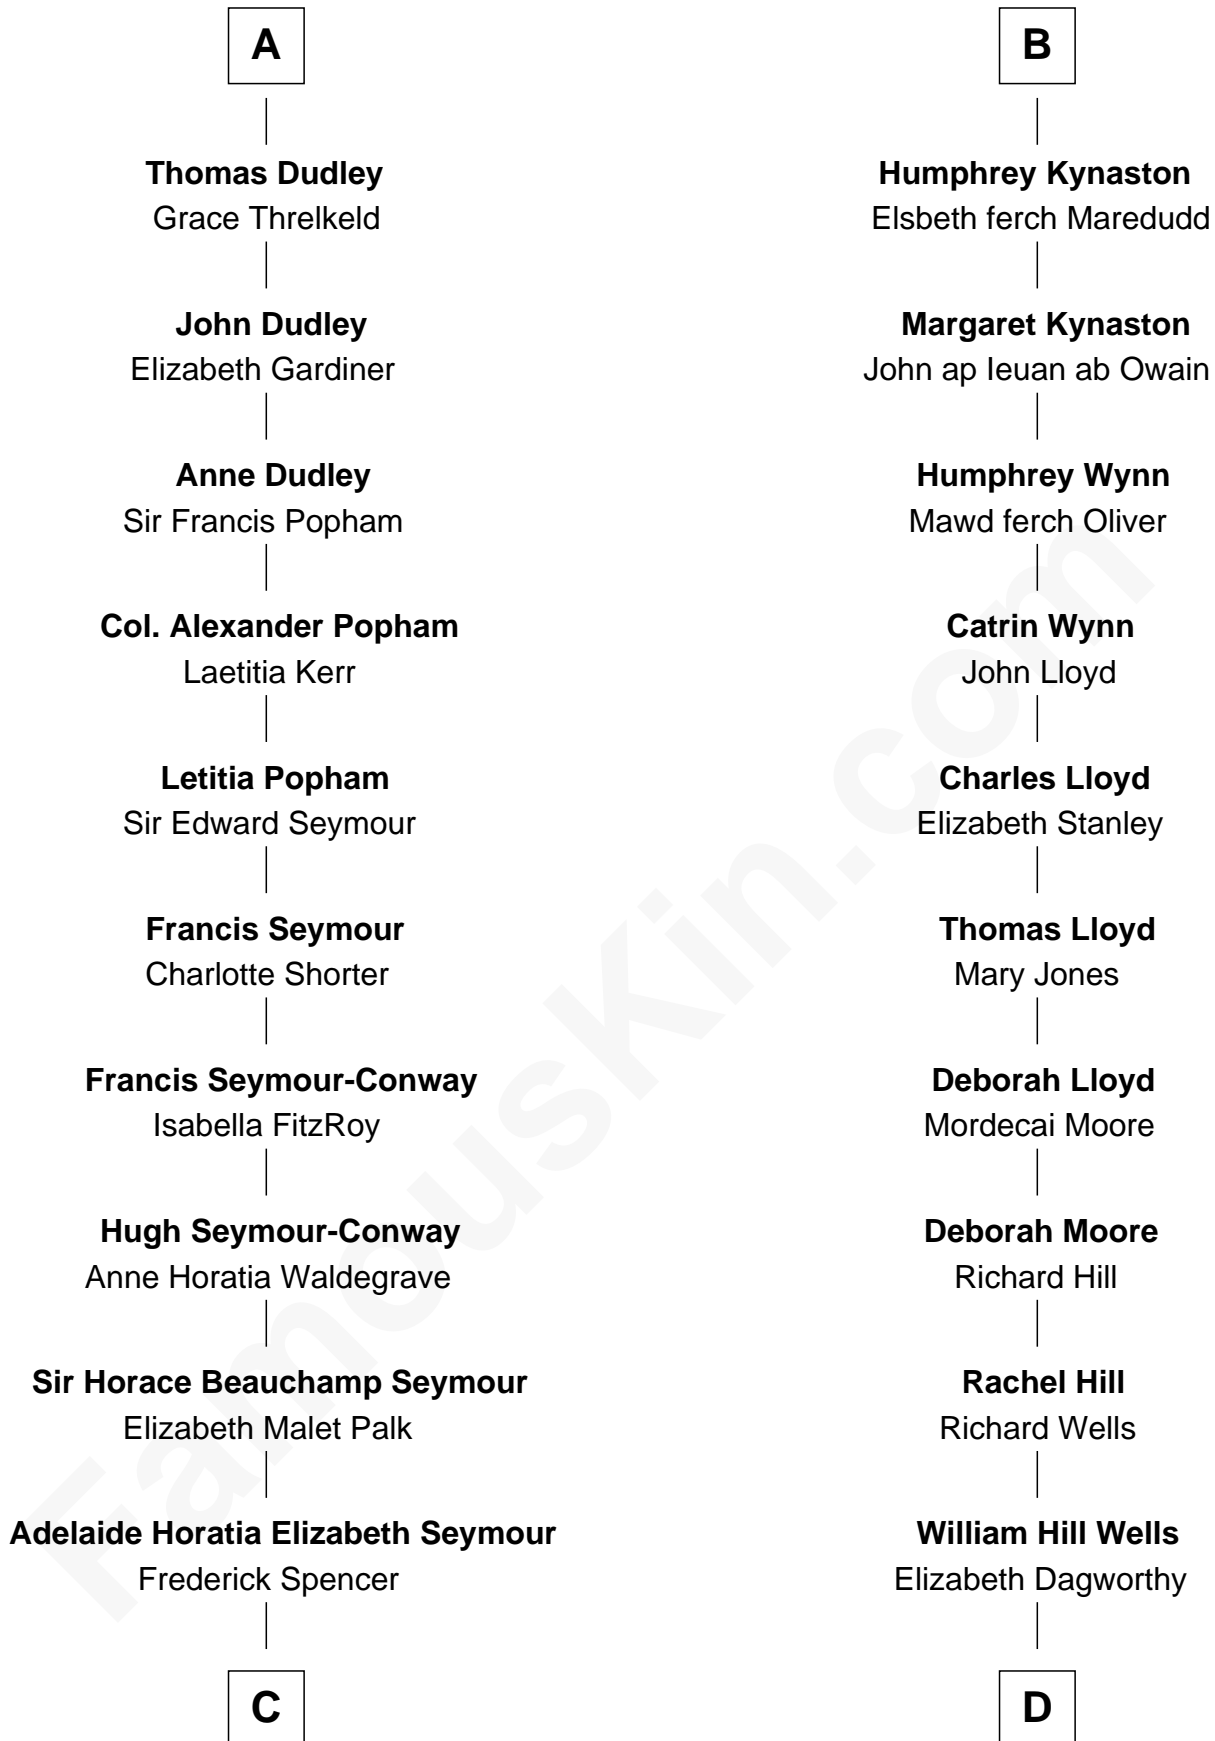 A
Thomas Dudley
Grace Threlkeld
John Dudley
Elizabeth Gardiner
Anne Dudley
Sir Francis Popham
Col. Alexander Popham
Laetitia Kerr
Letitia Popham
Sir Edward Seymour
Francis Seymour
Charlotte Shorter
Francis Seymour-Conway
Isabella FitzRoy
Hugh Seymour-Conway
Anne Horatia Waldegrave
Sir Horace Beauchamp Seymour
Elizabeth Malet Palk
Adelaide Horatia Elizabeth Seymour
Frederick Spencer
C
B
Humphrey Kynaston
Elsbeth ferch Maredudd
Margaret Kynaston
John ap Ieuan ab Owain
Humphrey Wynn
Mawd ferch Oliver
Catrin Wynn
John Lloyd
Charles Lloyd
Elizabeth Stanley
Thomas Lloyd
Mary Jones
Deborah Lloyd
Mordecai Moore
Deborah Moore
Richard Hill
Rachel Hill
Richard Wells
William Hill Wells
Elizabeth Dagworthy
D
FamousKin.com